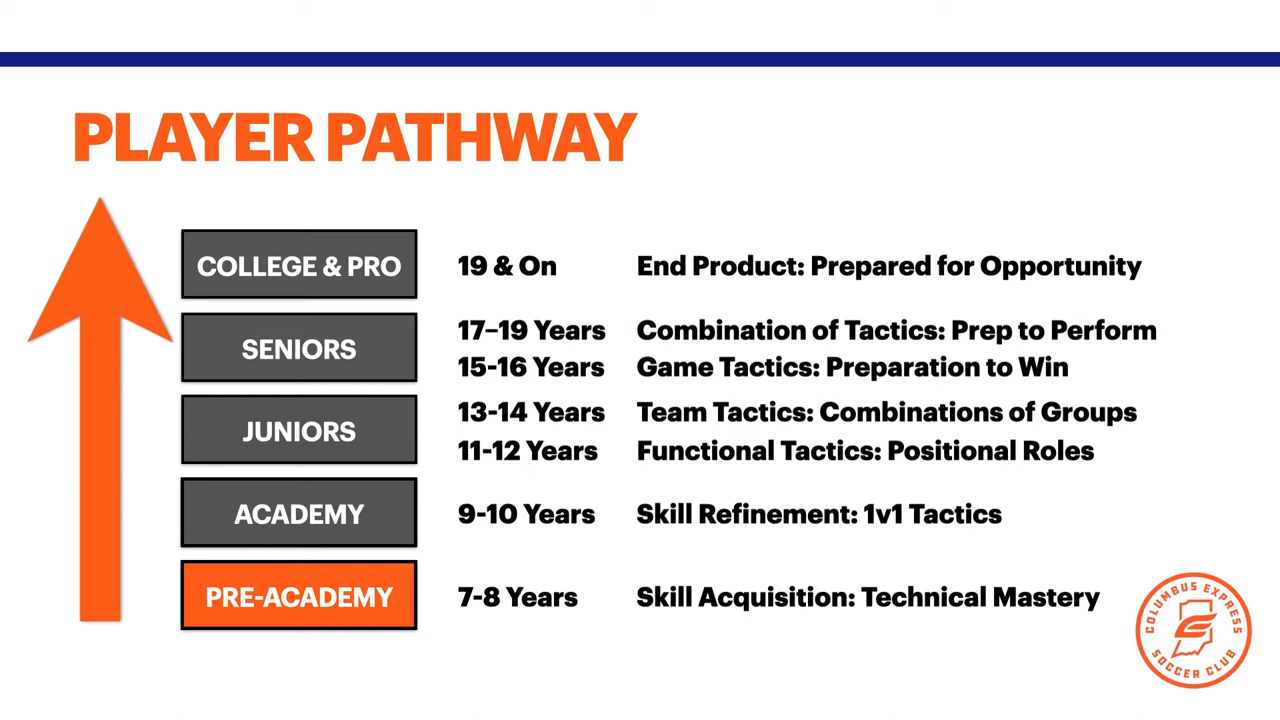 PLAYER PATHWAY
COLLEGE & PRO 19 & On End Product: Prepared for Opportunity
SENIORS
17–19 Years Combination of Tactics: Prep to Perform
15-16 Years Game Tactics: Preparation to Win
JUNIORS
13-14 Years Team Tactics: Combinations of Groups
11-12 Years Functional Tactics: Positional Roles
ACADEMY 9-10 Years Skill Refinement: 1v1 Tactics
PRE-ACADEMY 7-8 Years Skill Acquisition: Technical Mastery
COLUMBUS EXPRESS
SOCCER CLUB